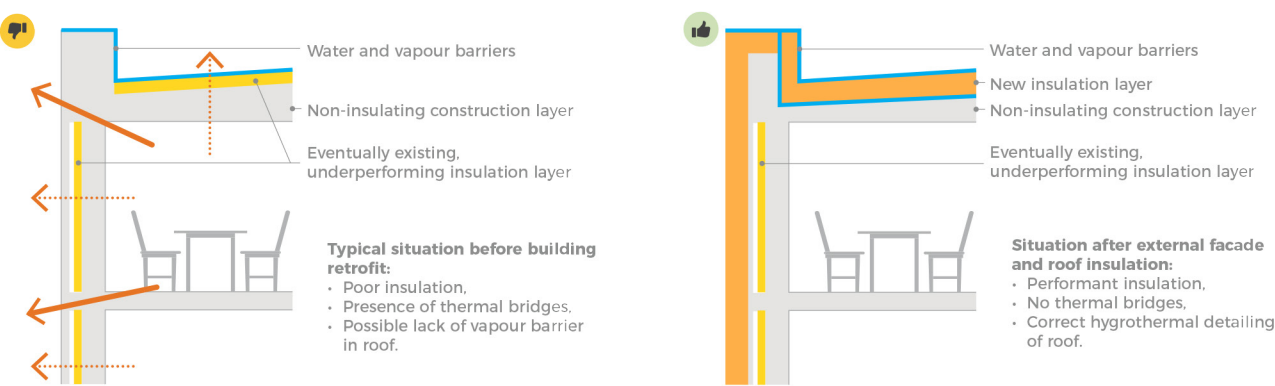 Water and vapour barriers
Non-insulating construction layer
Eventually existing,
underperforming insulation layer
Typical situation before building
retrofit:
• Poor insulation,
• Presence of thermal bridges,
• Possible lack of vapour barrier
in roof.
Water and vapour barriers
New insulation layer
Non-insulating construction layer
Eventually existing,
underperforming insulation layer
Situation after external facade
and roof insulation:
• Performant insulation,
• No thermal bridges,
• Correct hygrothermal detailing
of roof.